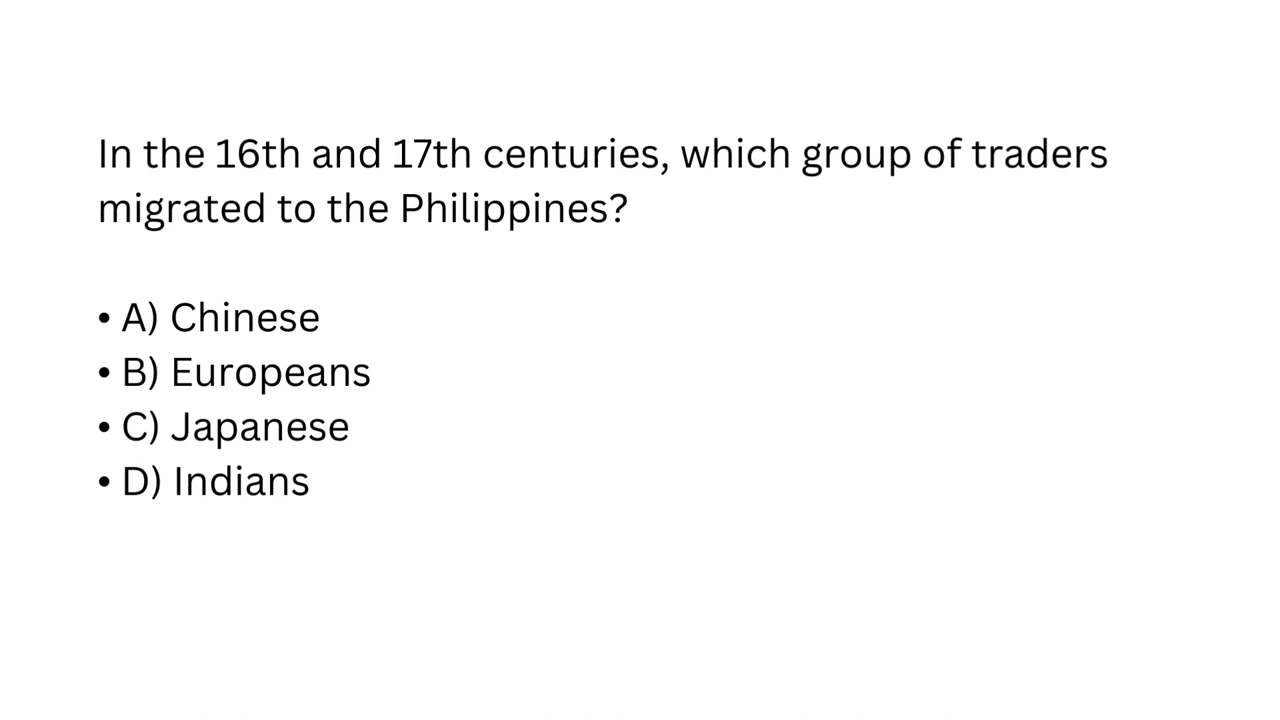 In the 16th and 17th centuries, which group of traders
migrated to the Philippines?
• A) Chinese
• B) Europeans
• C) Japanese
• D) Indians